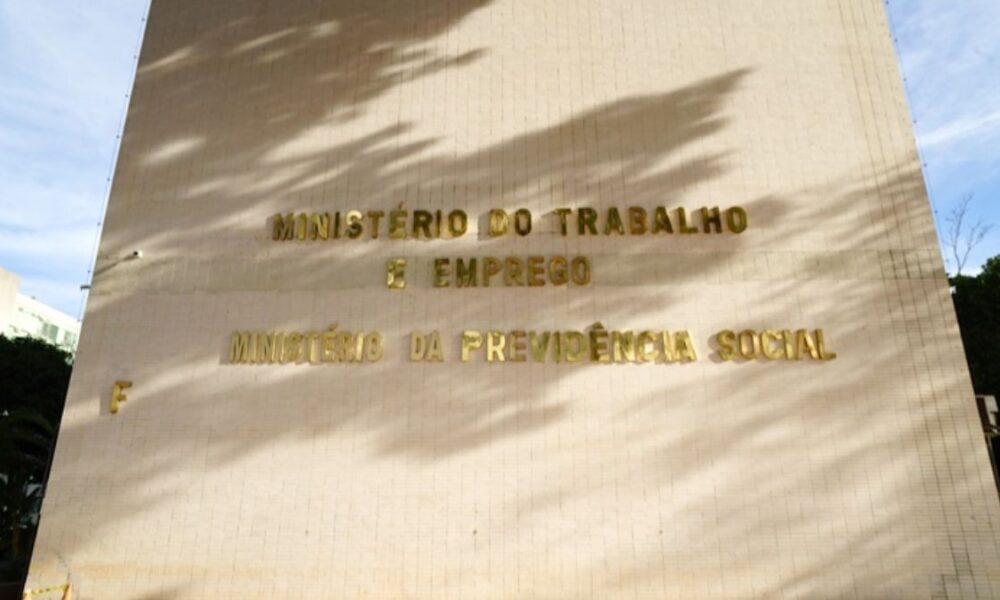 MINISTÉRIO DO TRABALHO
E EMPREGO
MINISTÉRIO DA PREVIDÊNCIA SOCIAL
F